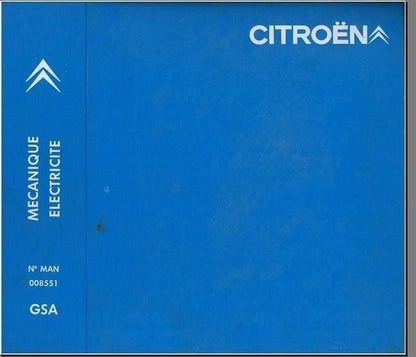 CITROËN
MECANIQUE
ELECTRICITE
N° MAN
008551
GSA